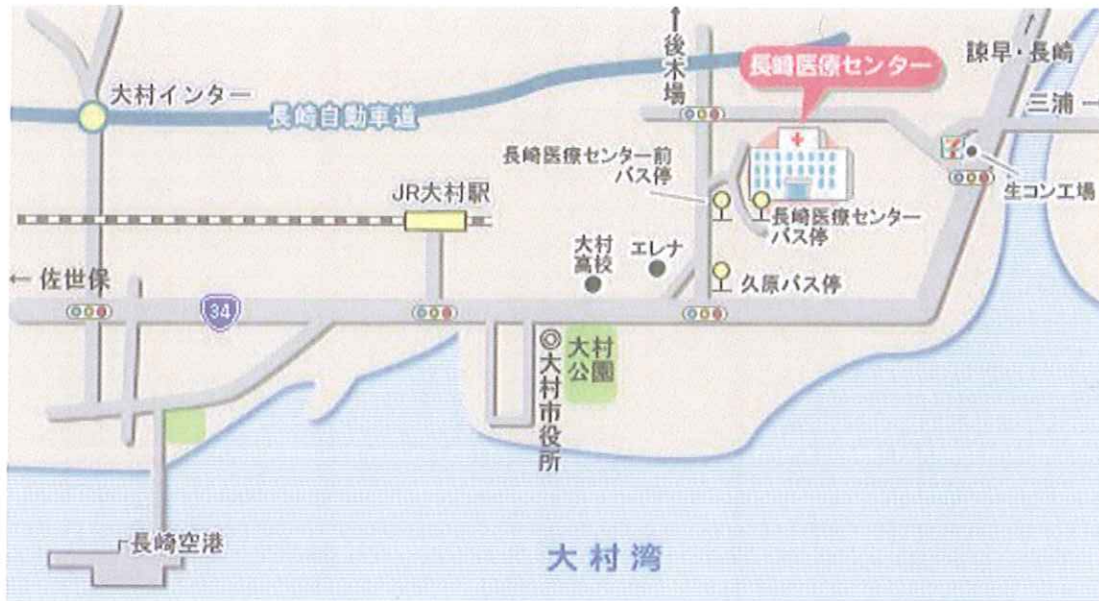 ↑
後木場
長崎医療センター
諫早・長崎
三浦
大村インター
長崎自動車道
長崎医療センター前
バス停
JR大村駅
生コン工場
長崎医療センター
バス停
大村
高校
エレナ
← 佐世保
久原バス停
34
◎大村市役所
大村
公園
長崎空港
大村湾